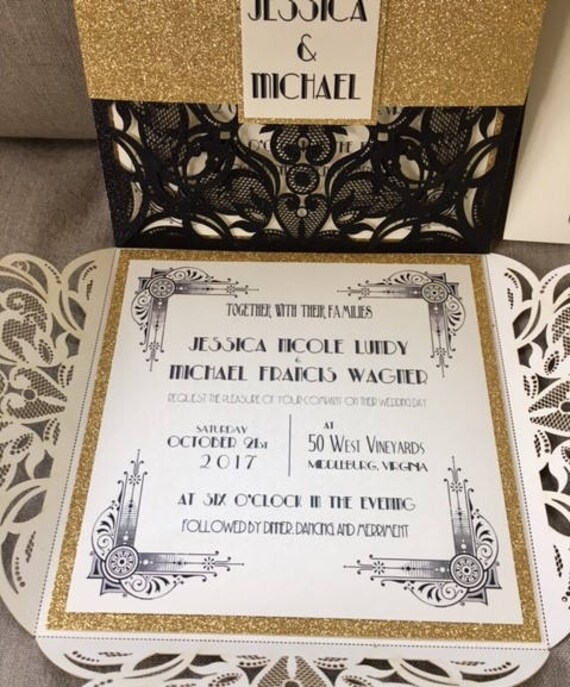 JESSICA
&
MICHAEL
O'C THE
TOGETHER WITH THEIR FAMILIES
JESSICA NICOLE LUNDY
&
MICHAEL FRANCIS WAGNER
REQUEST THE PLEASURE OF YOUR COMPANY ON THEIR WEDDING DAY
SATURDAY
OCTOBER 21st
2017
AT
50 WEST VINEYARDS
MIDDLEBURG, VIRGINIA
AT SIX O'CLOCK IN THE EVENING
FOLLOWED BY DINNER, DANCING AND MERRIMENT